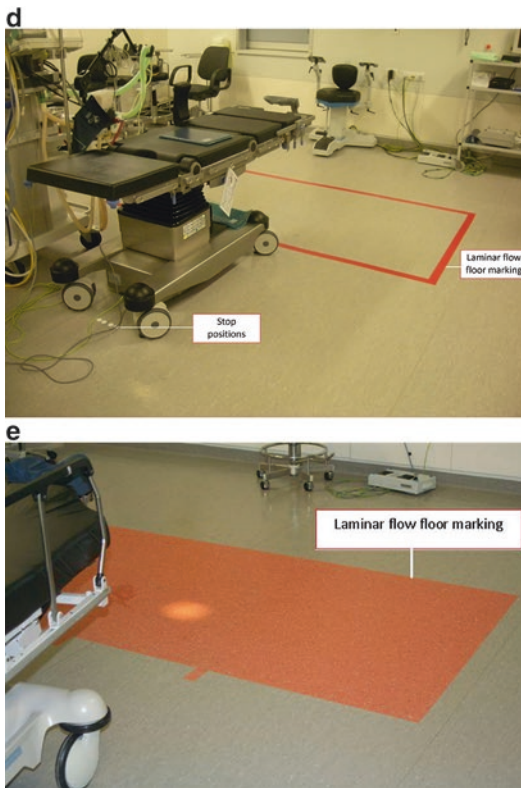 d
Laminar flow
floor marking
Stop
positions
e
Laminar flow floor marking